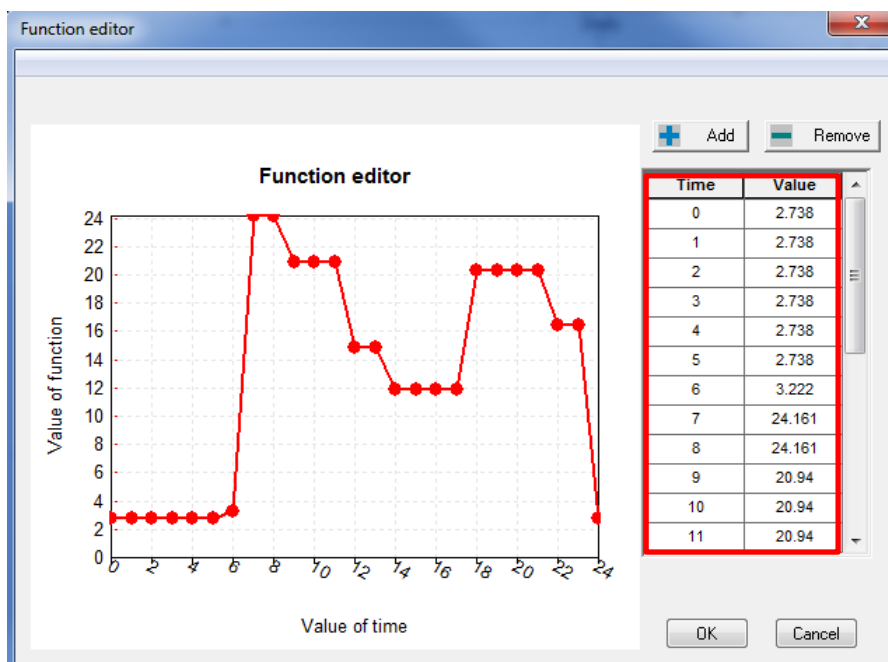 Function editor
x
Add
Remove
Function editor
24
22
20
18
16
14
12
10
8
6
4
2
0
Value of function
0 2 4 6 8 10 12 14 16 18 20 22 24
Value of time
Time Value
0 2.738
1 2.738
2 2.738
3 2.738
4 2.738
5 2.738
6 3.222
7 24.161
8 24.161
9 20.94
10 20.94
11 20.94
OK
Cancel